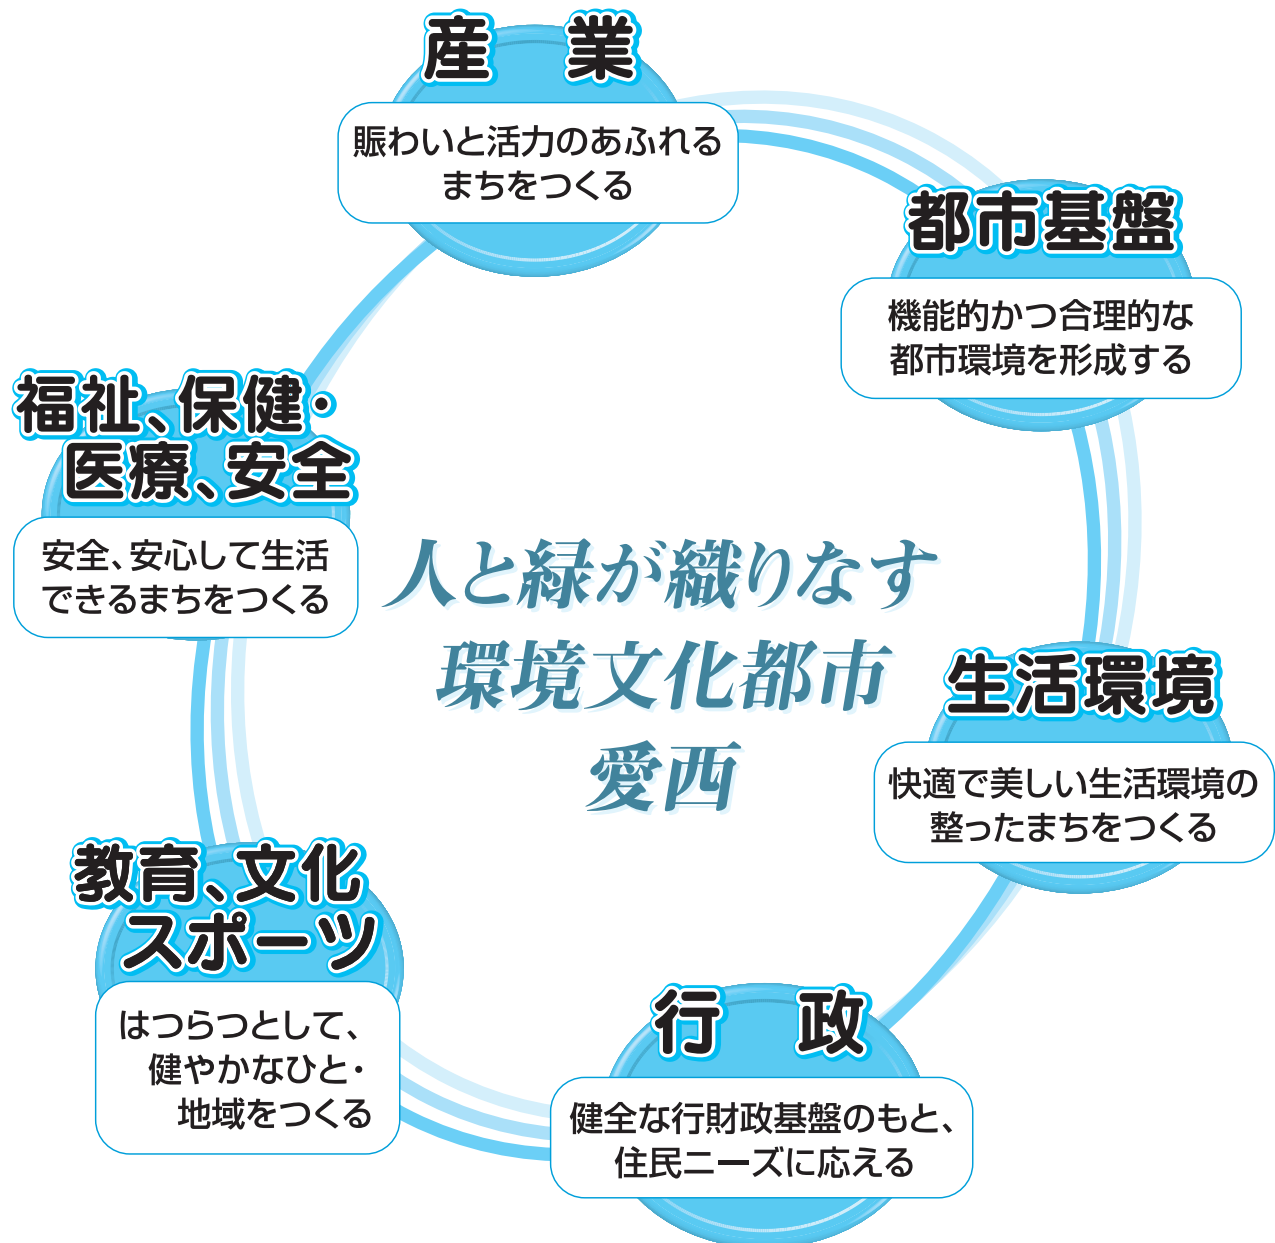 産　業
賑わいと活力のあふれる
まちをつくる
都市基盤
機能的かつ合理的な
都市環境を形成する
生活環境
快適で美しい生活環境の
整ったまちをつくる
行　政
健全な行財政基盤のもと、
住民ニーズに応える
教育、文化
スポーツ
はつらつとして、
健やかなひと・
地域をつくる
福祉、保健・
医療、安全
安全、安心して生活
できるまちをつくる
人と緑が織りなす
環境文化都市
愛西